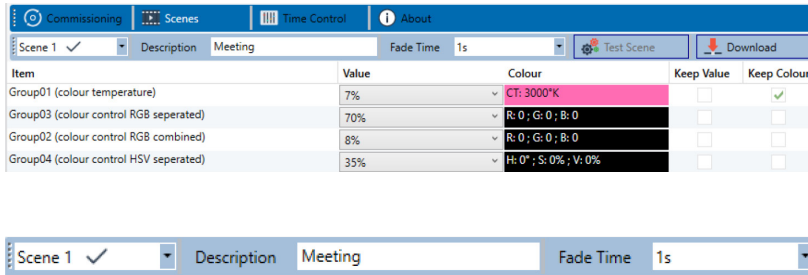 Commissioning Scenes Time Control About
Scene 1 Description Meeting Fade Time 1s Test Scene Download
Item Value Colour Keep Value Keep Colour
Group01 (colour temperature) 7% CT: 3000°K
Group03 (colour control RGB seperated) 70% R: 0 ; G: 0 ; B: 0
Group02 (colour control RGB combined) 8% R: 0 ; G: 0 ; B: 0
Group04 (colour control HSV seperated) 35% H: 0° ; S: 0% ; V: 0%
Scene 1 Description Meeting Fade Time 1s